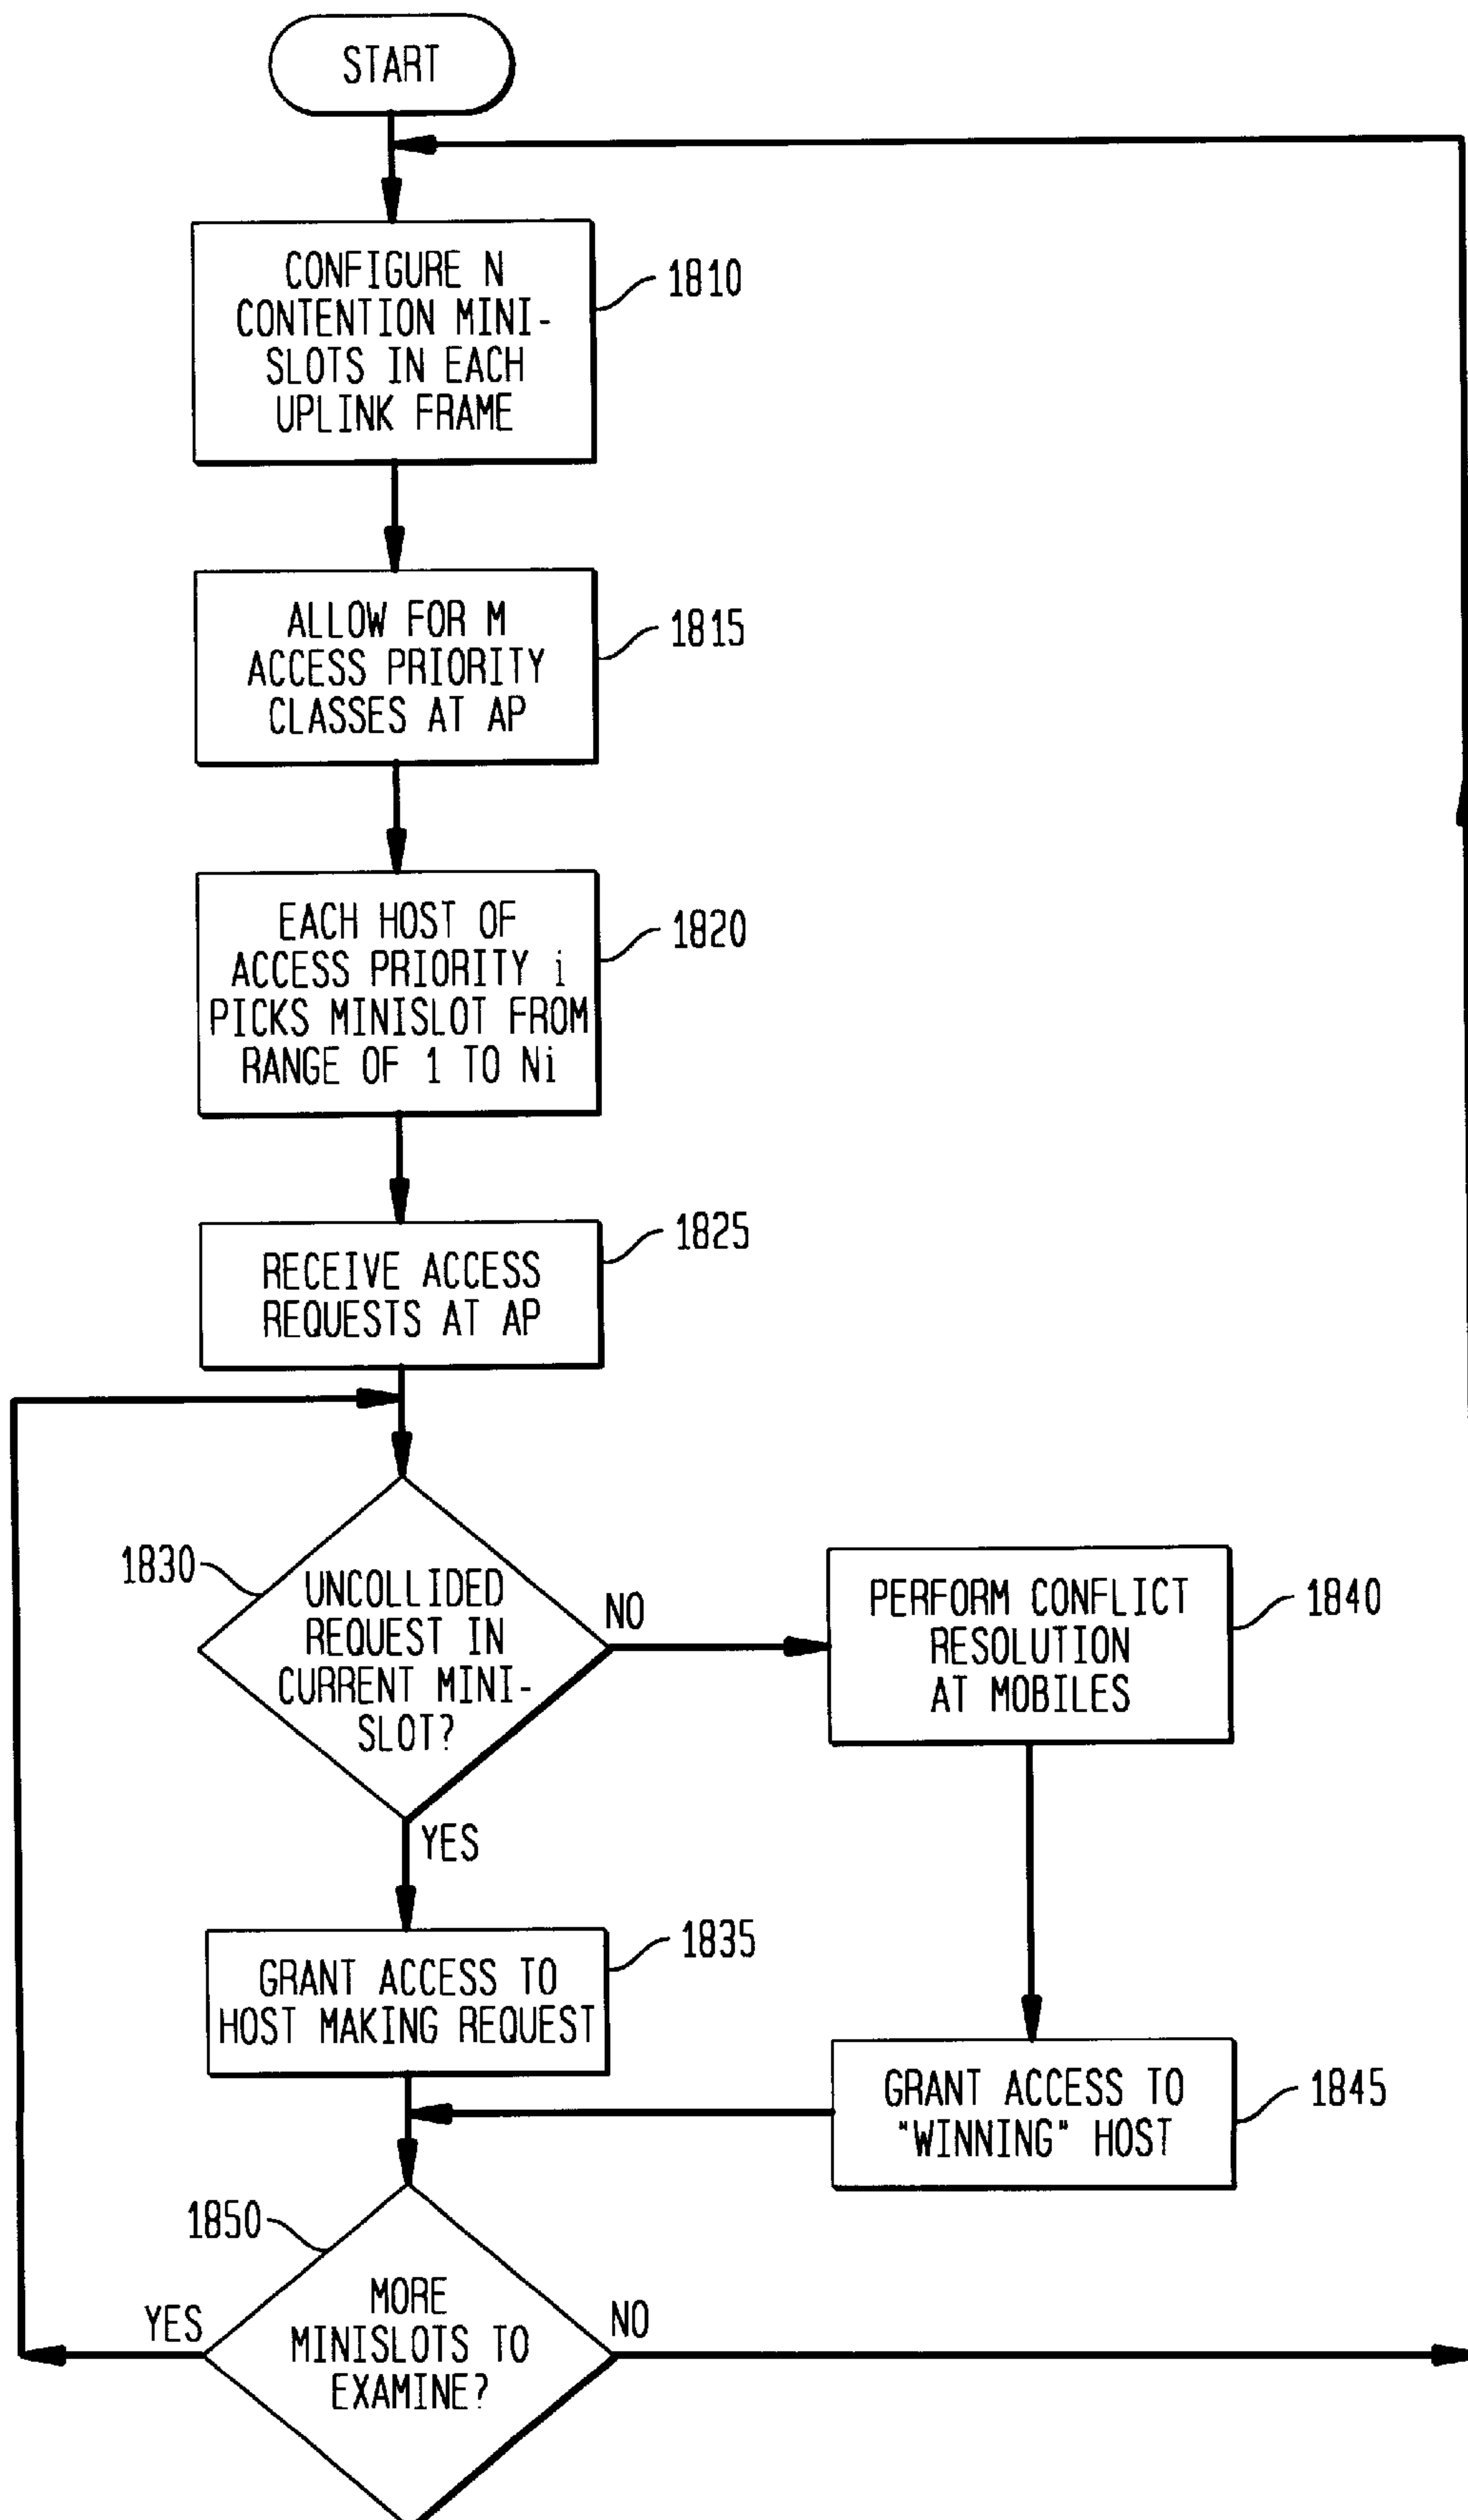 START
CONFIGURE N
CONTENTION MINI-
SLOTS IN EACH
UPLINK FRAME
1810
ALLOW FOR M
ACCESS PRIORITY
CLASSES AT AP
1815
EACH HOST OF
ACCESS PRIORITY i
PICKS MINISLOT FROM
RANGE OF 1 TO Ni
1820
RECEIVE ACCESS
REQUESTS AT AP
1825
1830
UNCOLLIDED
REQUEST IN
CURRENT MINI-
SLOT?
NO
YES
PERFORM CONFLICT
RESOLUTION
AT MOBILES
1840
GRANT ACCESS TO
HOST MAKING REQUEST
1835
GRANT ACCESS TO
"WINNING" HOST
1845
1850
MORE
MINISLOTS TO
EXAMINE?
YES
NO